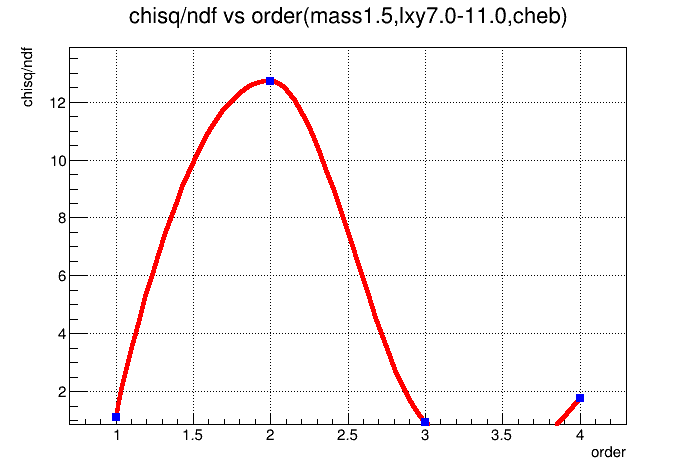 chisq/ndf vs order(mass1.5,lxy7.0-11.0,cheb)
chisq/ndf
12
10
8
6
4
2
1 1.5 2 2.5 3 3.5 4
order